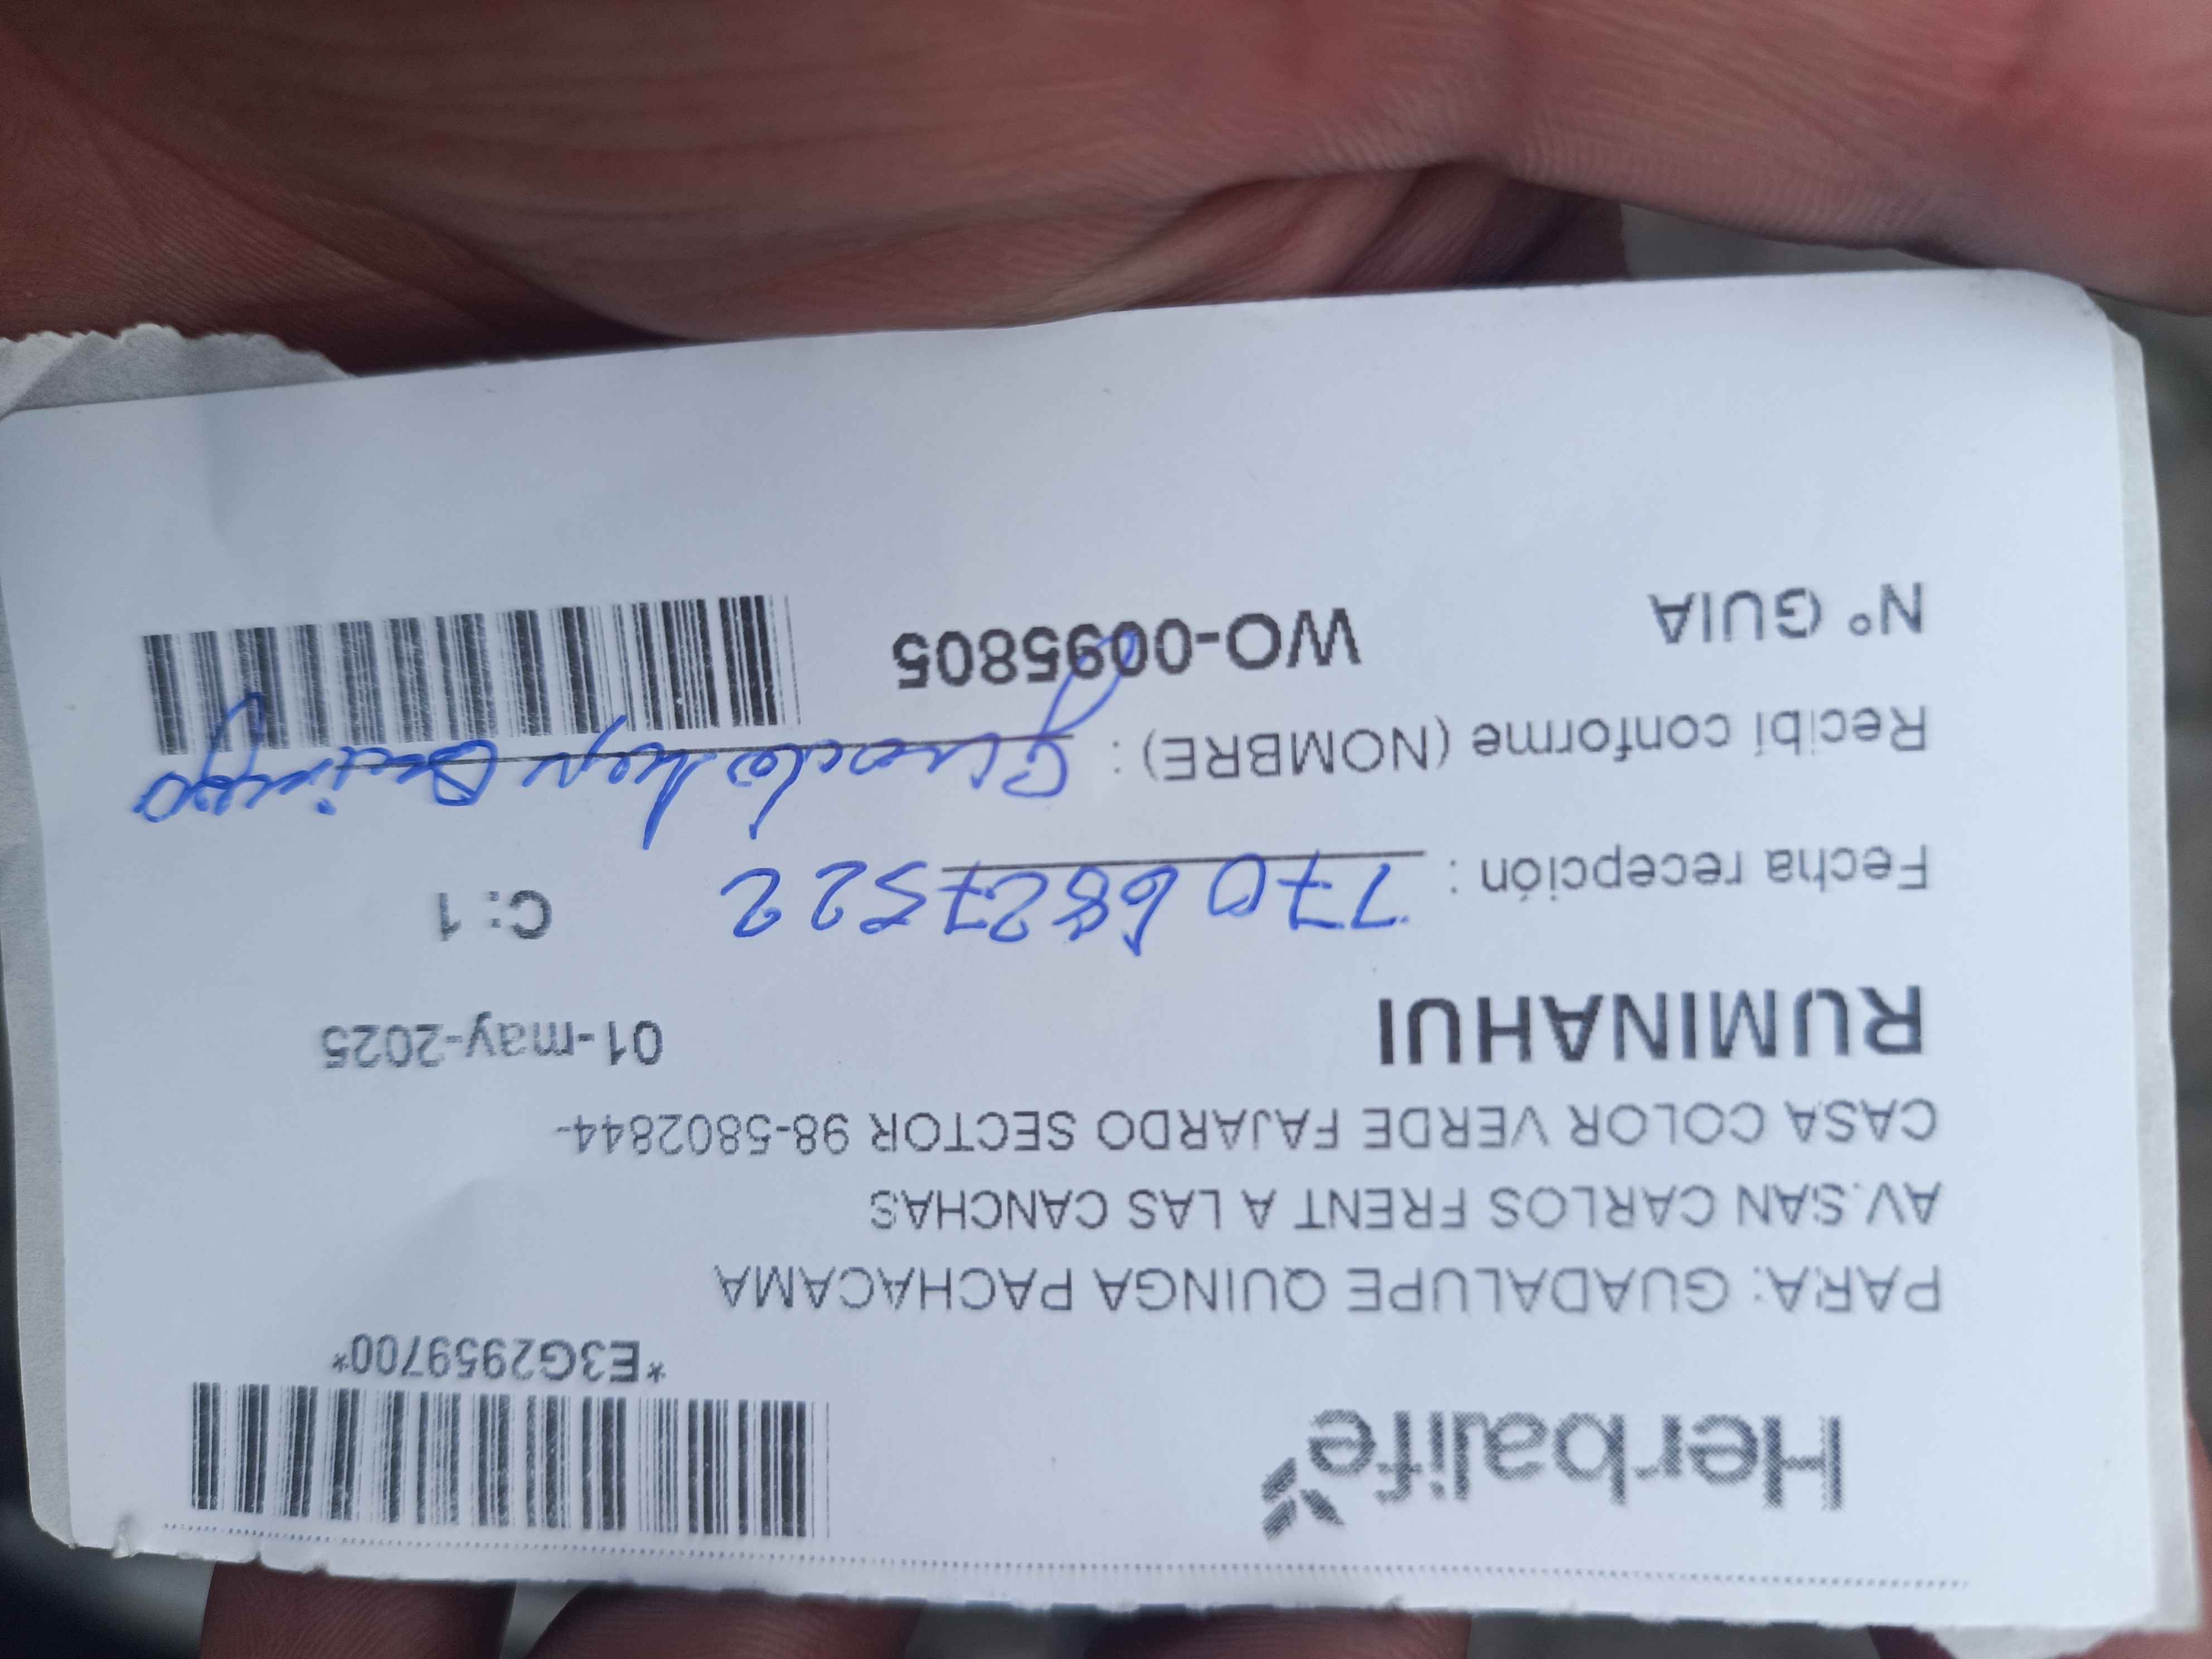 Herbalife
*E3G2959700*
PARA: GUADALUPE QUINGA PACHACAMA
AV.SAN CARLOS FRENT A LAS CANCHAS
CASA COLOR VERDE FAJARDO SECTOR 98-5802844-
RUMINAHUI 01-may-2025
Fecha recepción : C: 1
Recibí conforme (NOMBRE) :
N° GUIA WO-0095805